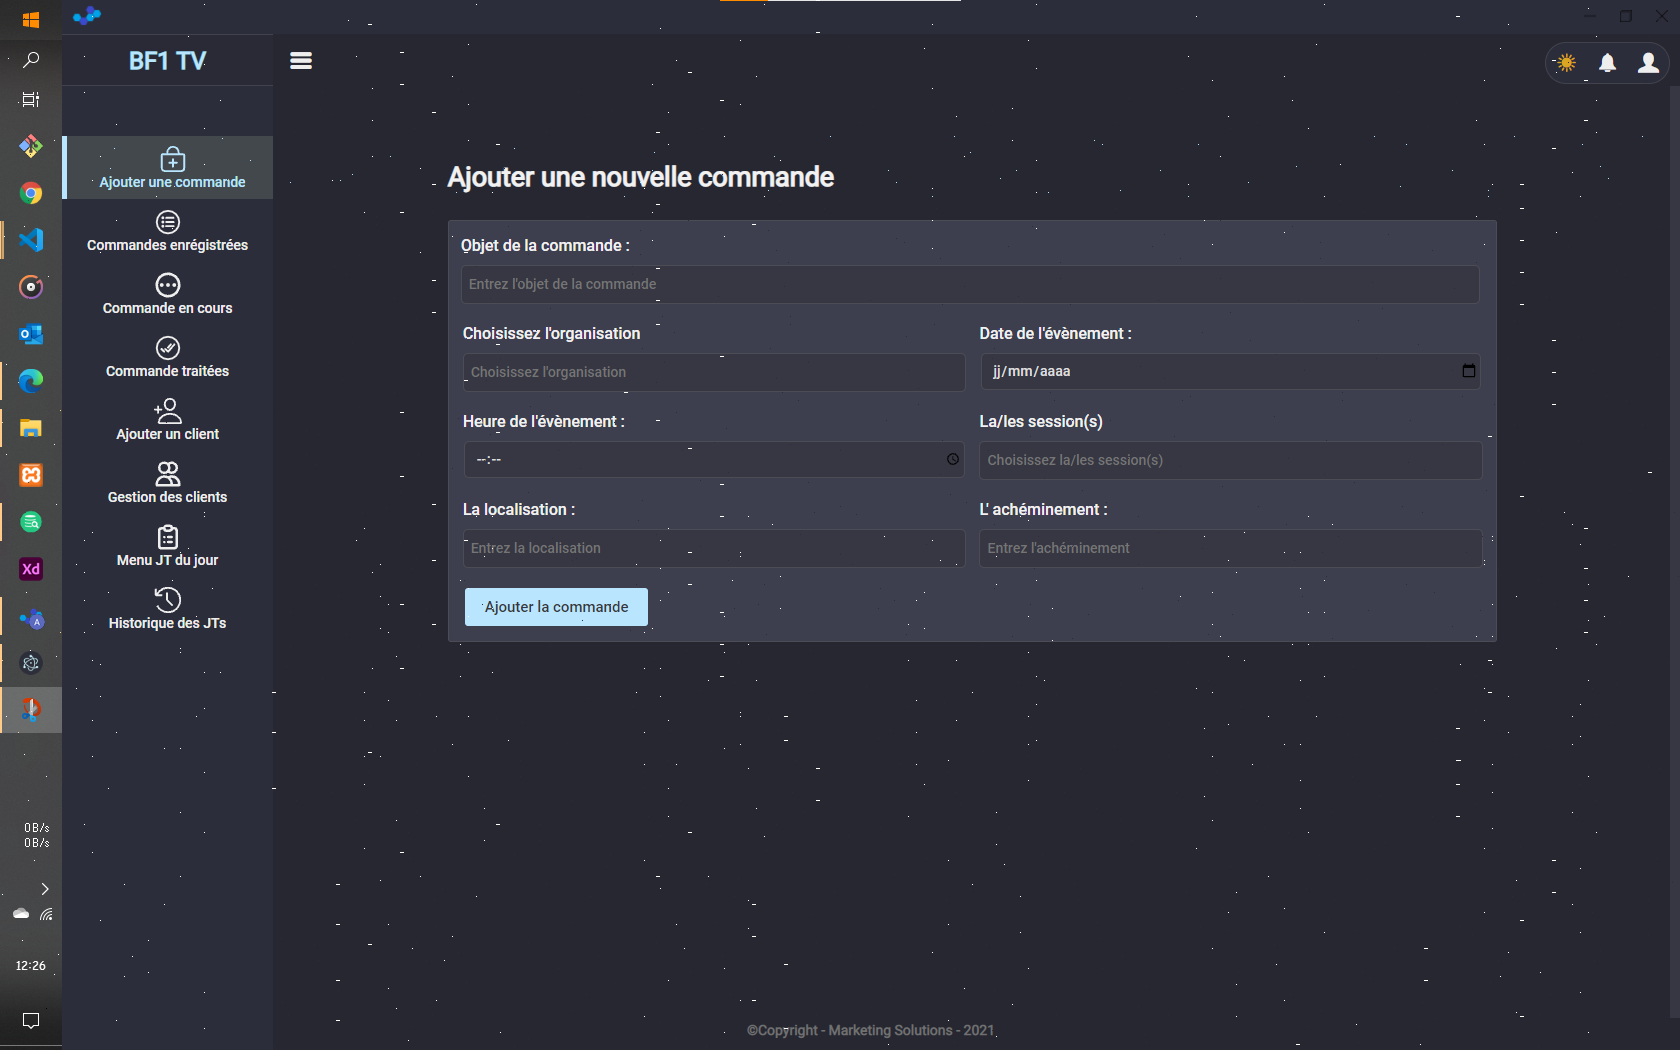 BF1 TV
Ajouter une commande
Commandes enrégistrées
Commande en cours
Commande traitées
Ajouter un client
Gestion des clients
Menu JT du jour
Historique des JTs
Ajouter une nouvelle commande
Objet de la commande :
Entrez l'objet de la commande
Choisissez l'organisation
Choisissez l'organisation
Date de l'évènement :
jj/mm/aaaa
Heure de l'évènement :
--:--
La/les session(s)
Choisissez la/les session(s)
La localisation :
Entrez la localisation
L' achéminement :
Entrez l'achéminement
Ajouter la commande
©Copyright - Marketing Solutions - 2021
Xd
A
0 B/s
0 B/s
12:26